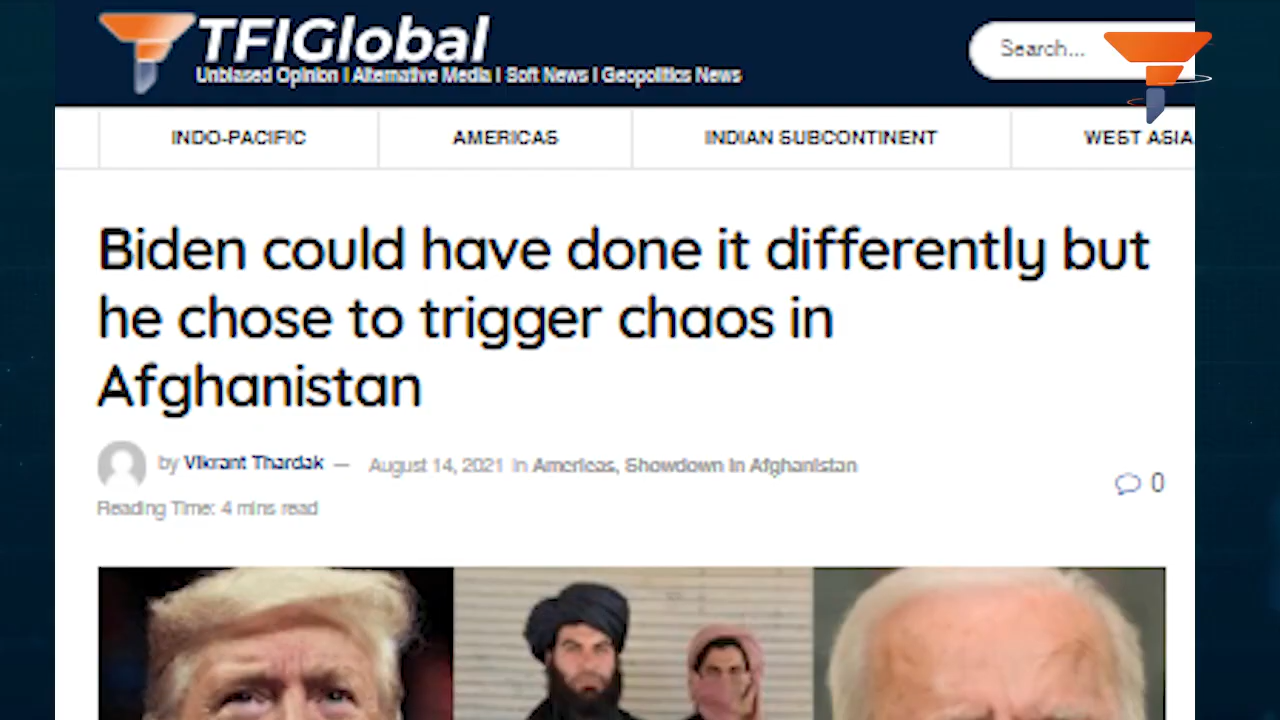 TFIGlobal
Unbiased Opinion I Alternative Media I Soft News I Geopolitics News
Search...
INDO-PACIFIC
AMERICAS
INDIAN SUBCONTINENT
WEST ASIA
Biden could have done it differently but
he chose to trigger chaos in
Afghanistan
by Vikrant Thardak — August 14, 2021 in Americas, Showdown in Afghanistan
0
Reading Time: 4 mins read